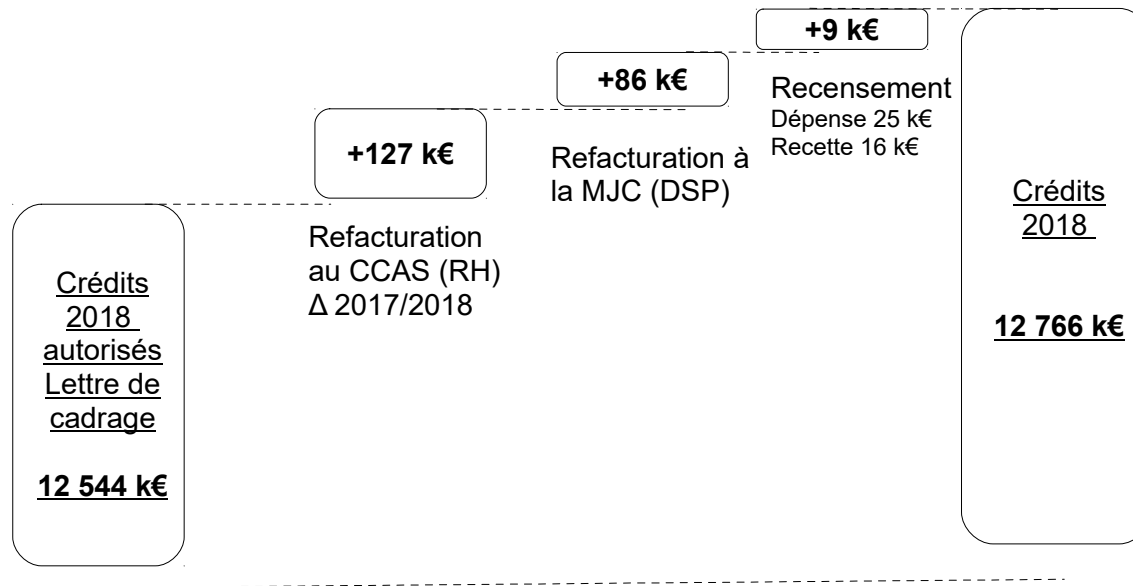 Crédits
2018
autorisés
Lettre de
cadrage
12 544 k€
+127 k€
Refacturation
au CCAS (RH)
Δ 2017/2018
+86 k€
Refacturation à
la MJC (DSP)
+9 k€
Recensement
Dépense 25 k€
Recette 16 k€
Crédits
2018
12 766 k€